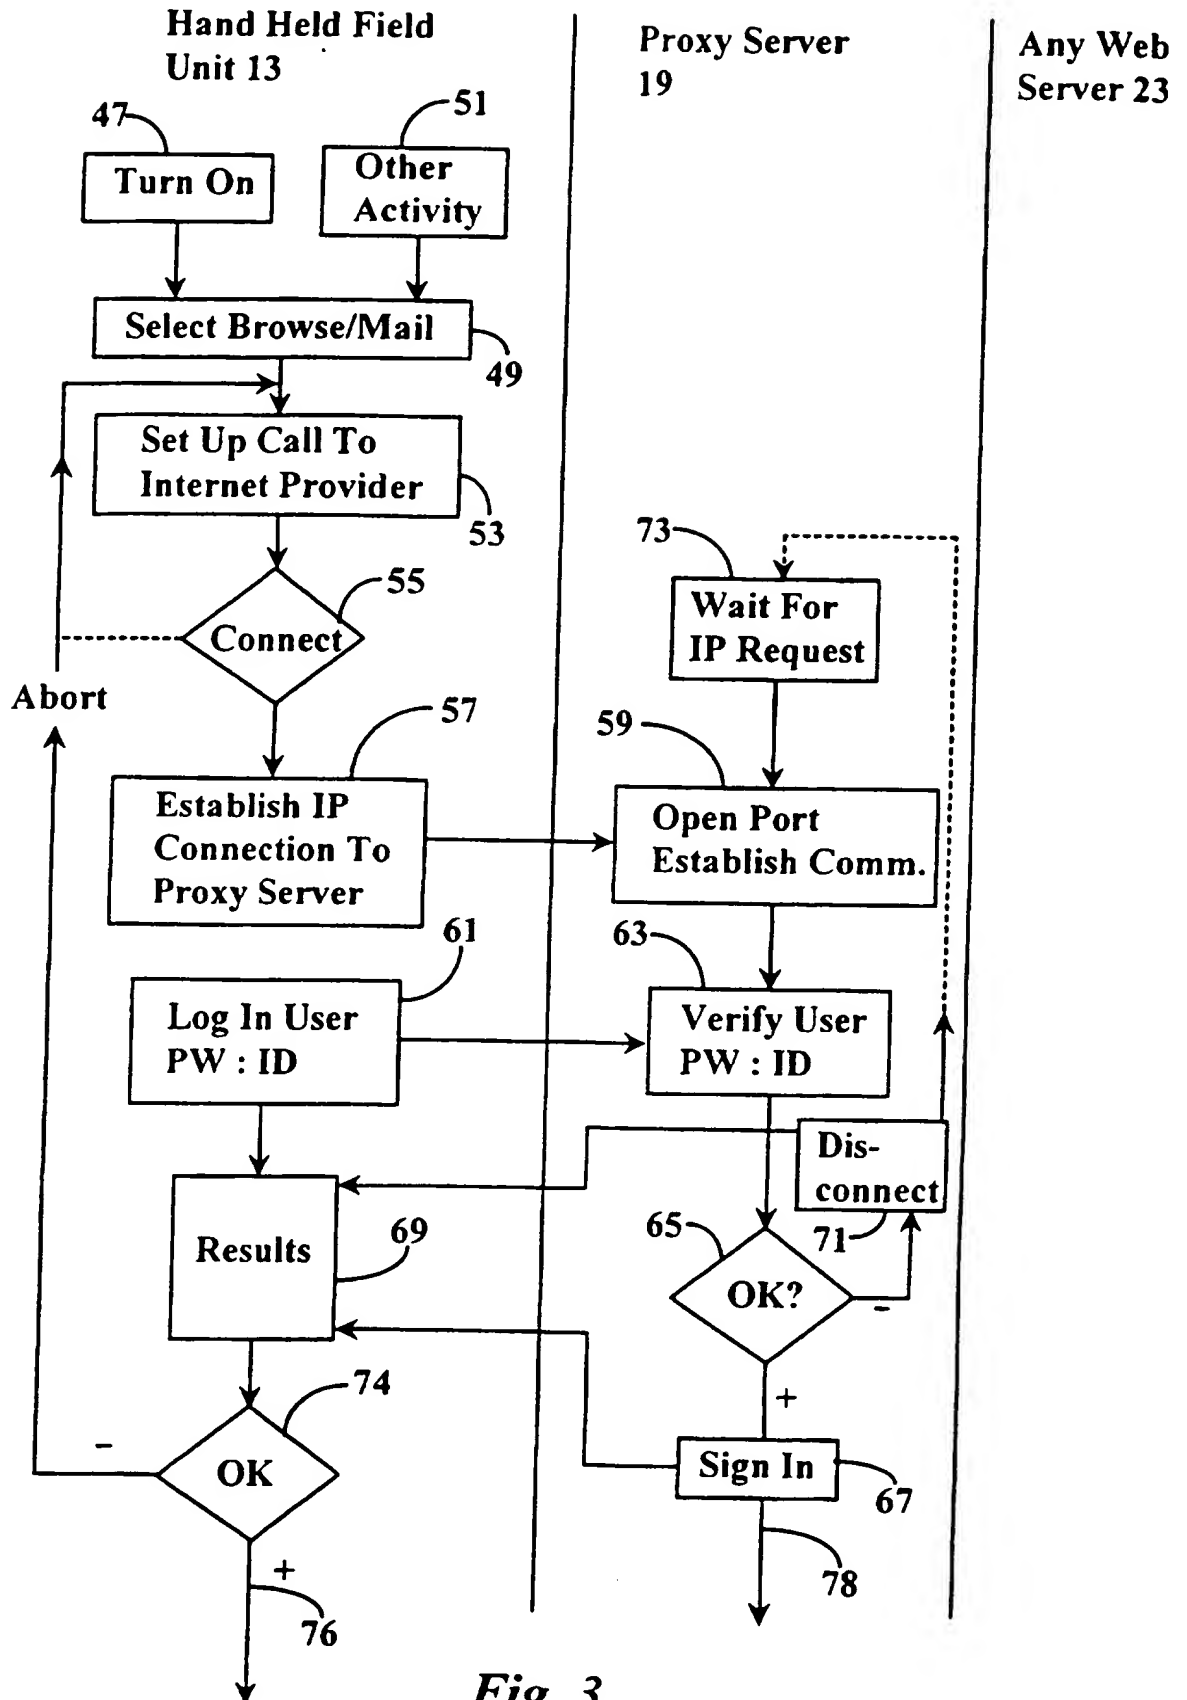 Hand Held Field
Unit 13
Proxy Server
19
Any Web
Server 23
47
51
Turn On
Other
Activity
Select Browse/Mail
49
Set Up Call To
Internet Provider
53
73
Wait For
IP Request
55
Connect
Abort
57
59
Establish IP
Connection To
Proxy Server
Open Port
Establish Comm.
61
63
Log In User
PW : ID
Verify User
PW : ID
Dis-
connect
71
Results
69
65
OK?
-
+
74
OK
-
Sign In
67
+
76
78
Fig. 3